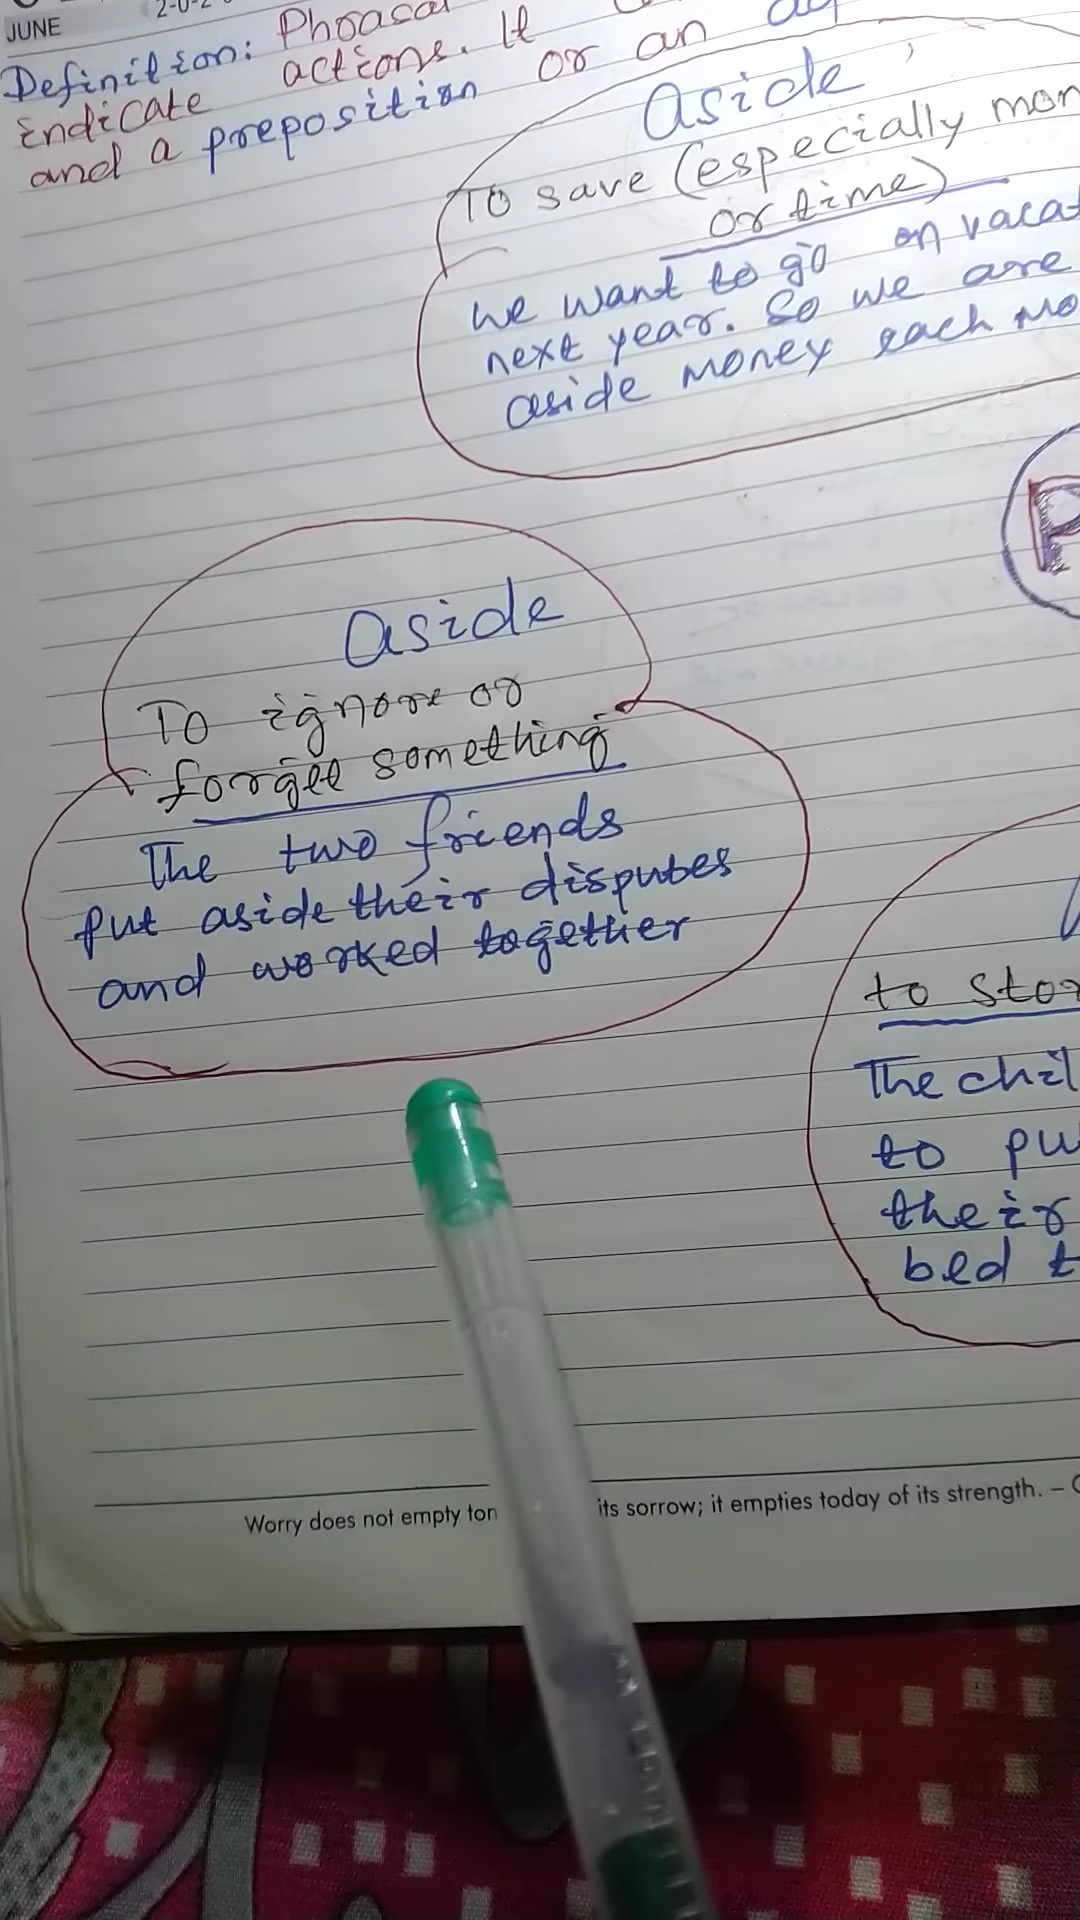 JUNE
Definition: Phrasal
indicate actions. It
and a preposition or an
aside
To save (especially mon
or time)
we want to go on vacat
next year. So we are
aside money each mo
P
aside
To ignore or
forget something
The two friends
put aside their disputes
and worked together
to stor
The chil
to pu
their
bed t
Worry does not empty tom its sorrow; it empties today of its strength. –